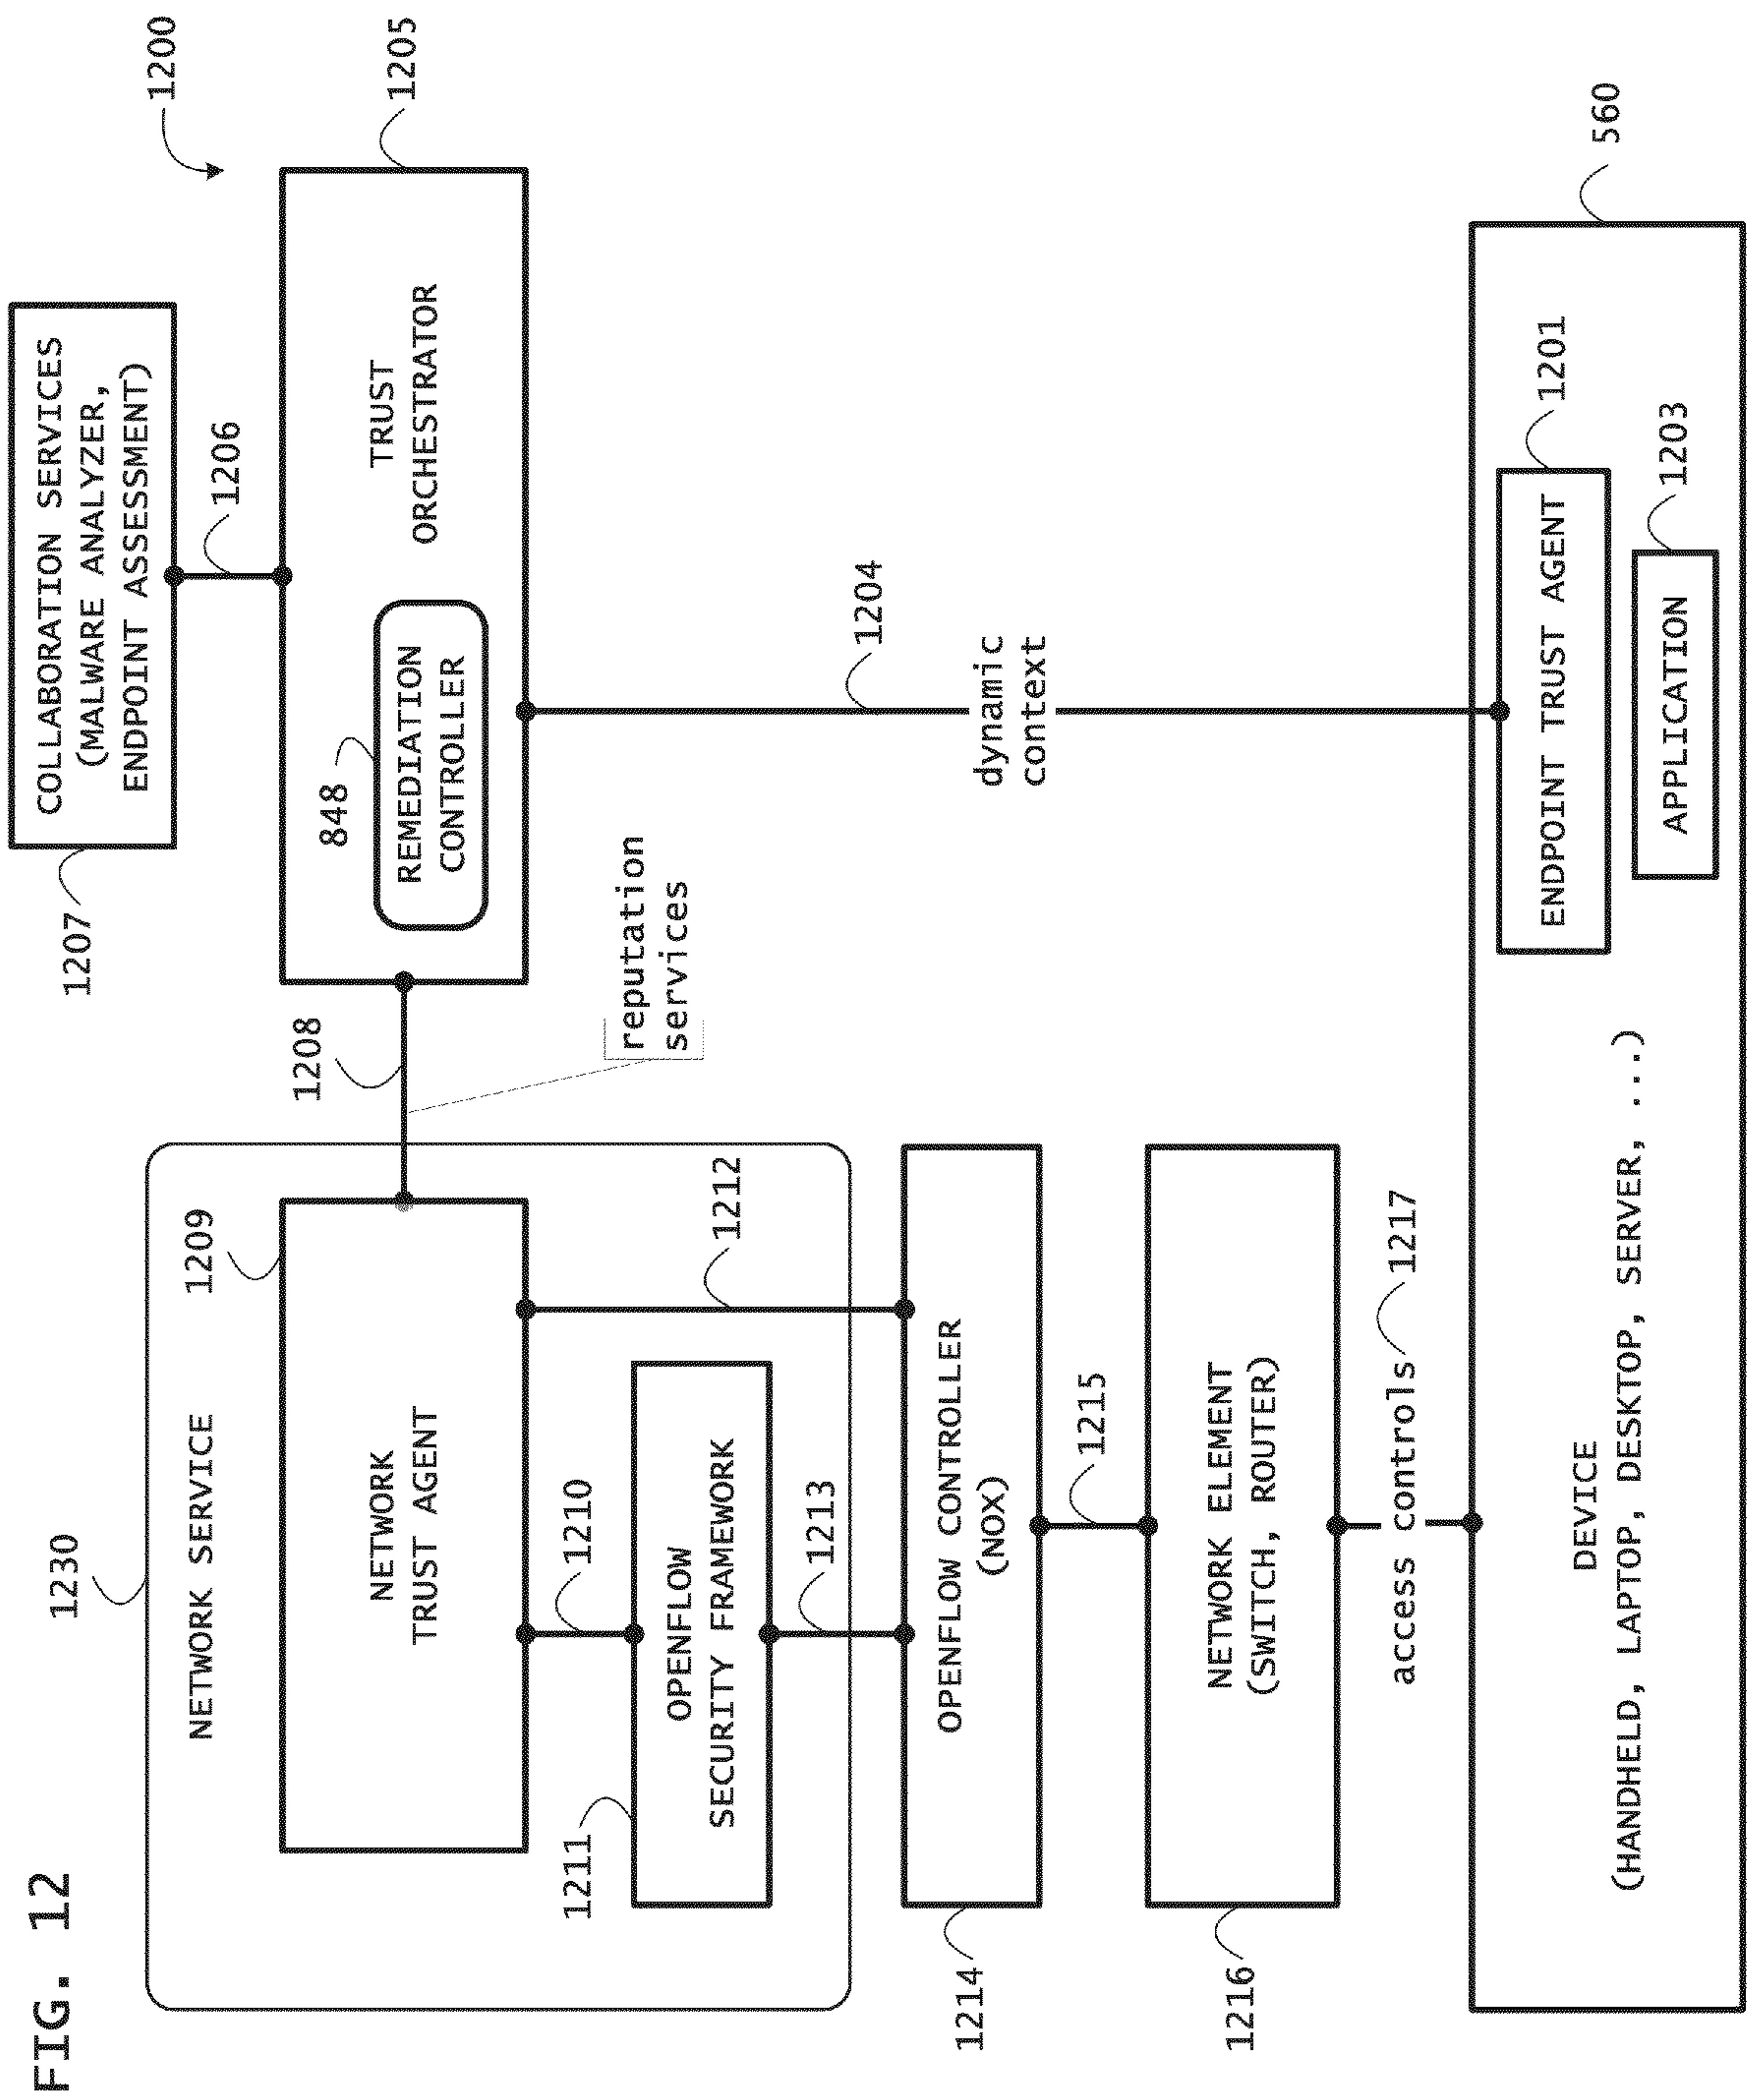 FIG. 12
1200
COLLABORATION SERVICES
(MALWARE ANALYZER,
ENDPOINT ASSESSMENT)
1207
1206
1205
TRUST
ORCHESTRATOR
848
REMEDIATION
CONTROLLER
1230
NETWORK SERVICE
1209
NETWORK
TRUST AGENT
1208
reputation
services
1210
1211
OPENFLOW
SECURITY FRAMEWORK
1212
1213
1204
dynamic
context
OPENFLOW CONTROLLER
(NOX)
1214
1215
NETWORK ELEMENT
(SWITCH, ROUTER)
1216
access controls
1217
560
DEVICE
(HANDHELD, LAPTOP, DESKTOP, SERVER, ...)
ENDPOINT TRUST AGENT
1201
APPLICATION
1203